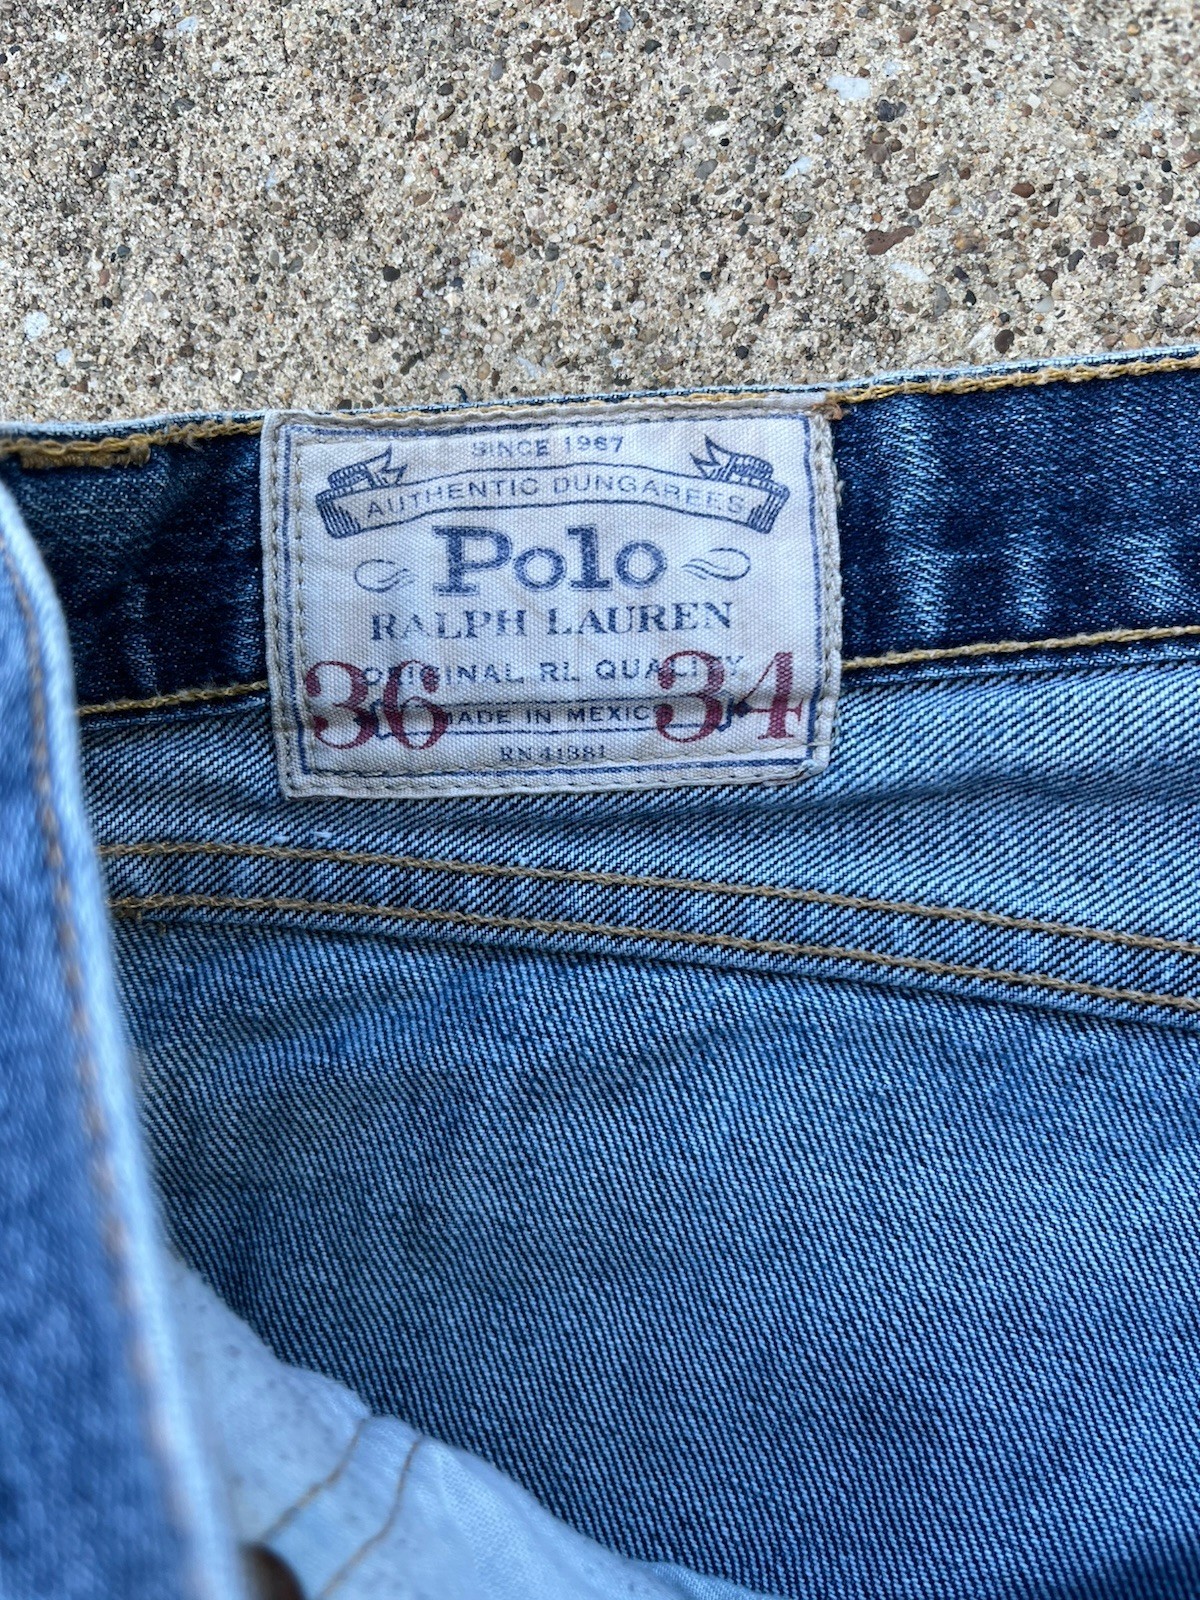 SINCE 1967
AUTHENTIC DUNGAREES
Polo
RALPH LAUREN
ORIGINAL RL QUALITY
36 MADE IN MEXICO 34
RN 41381